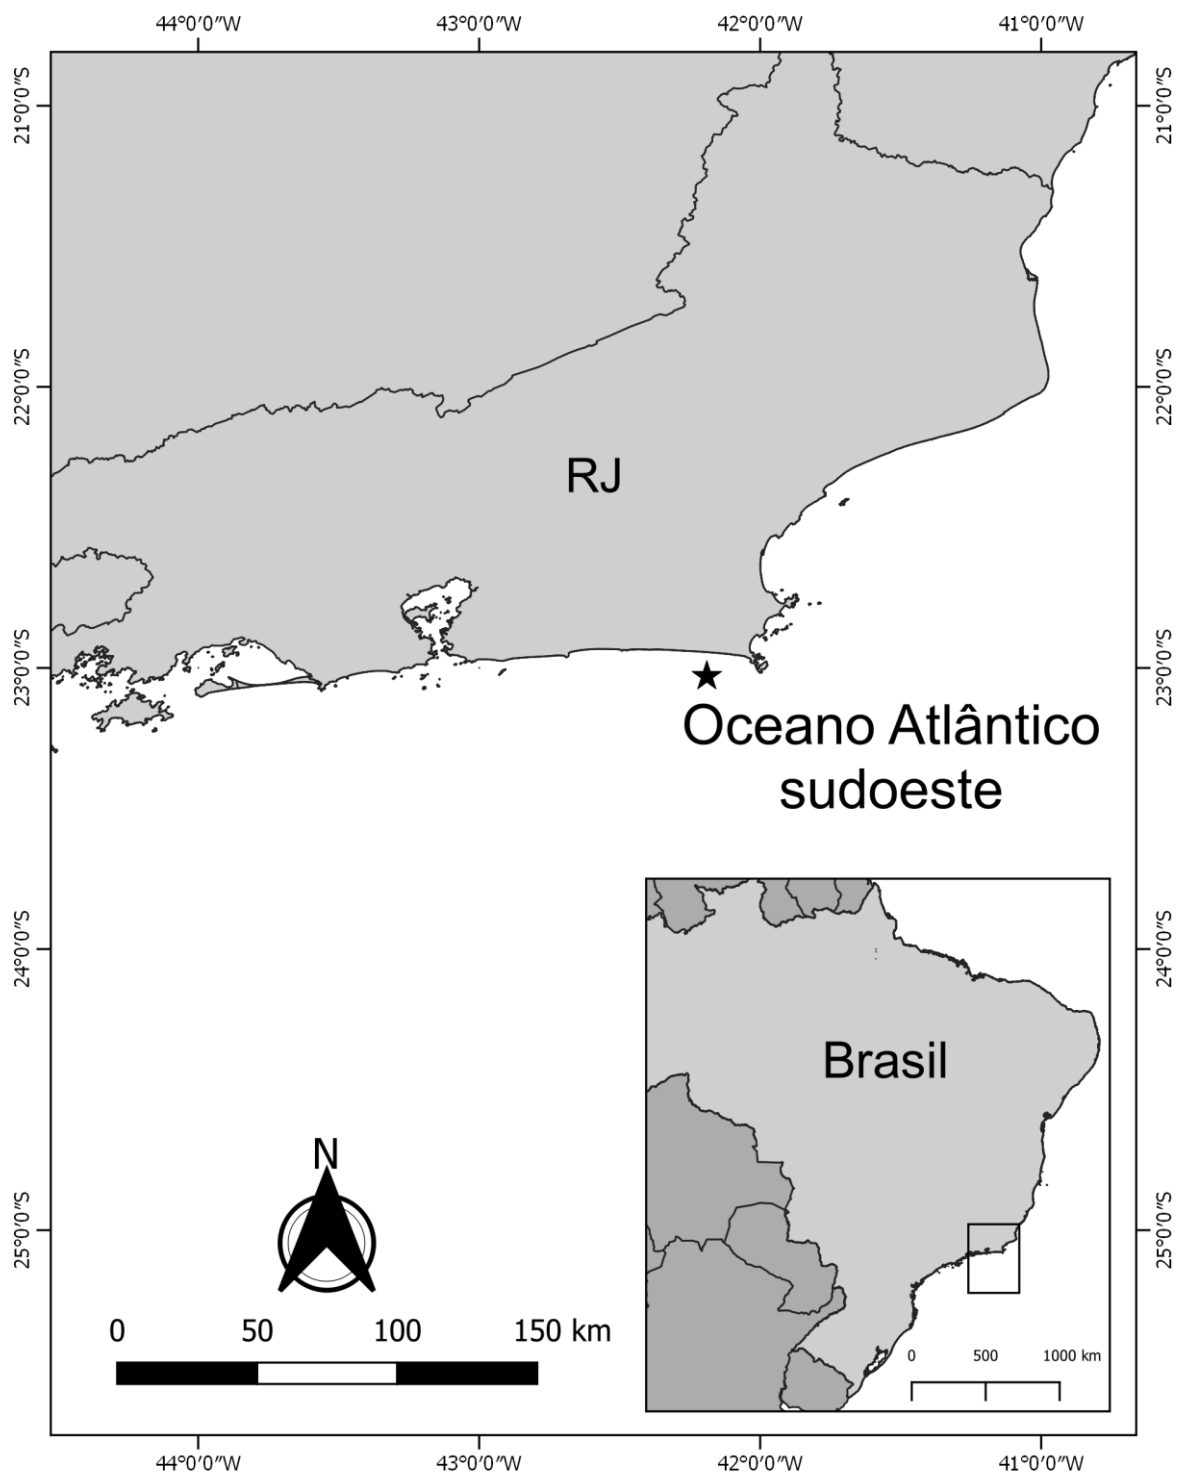 44°0′0″W 43°0′0″W 42°0′0″W 41°0′0″W
21°0′0″S 21°0′0″S
22°0′0″S 22°0′0″S
RJ
23°0′0″S 23°0′0″S
Oceano Atlântico
sudoeste
24°0′0″S 24°0′0″S
Brasil
N
25°0′0″S 25°0′0″S
0 50 100 150 km
0 500 1000 km
44°0′0″W 43°0′0″W 42°0′0″W 41°0′0″W